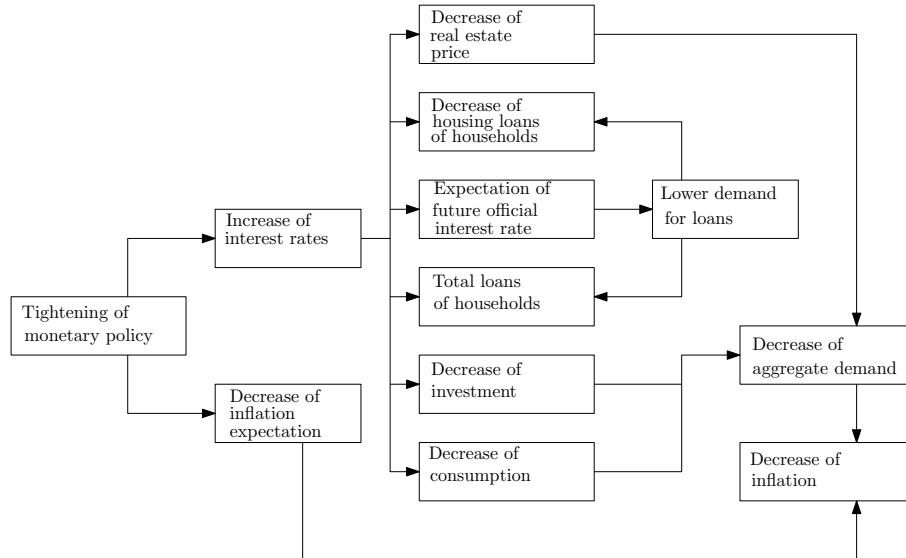 Decrease of
real estate
price
Decrease of
housing loans
of households
Expectation of
future official
interest rate
Lower demand
for loans
Increase of
interest rates
Total loans
of households
Tightening of
monetary policy
Decrease of
investment
Decrease of
aggregate demand
Decrease of
inflation
expectation
Decrease of
consumption
Decrease of
inflation